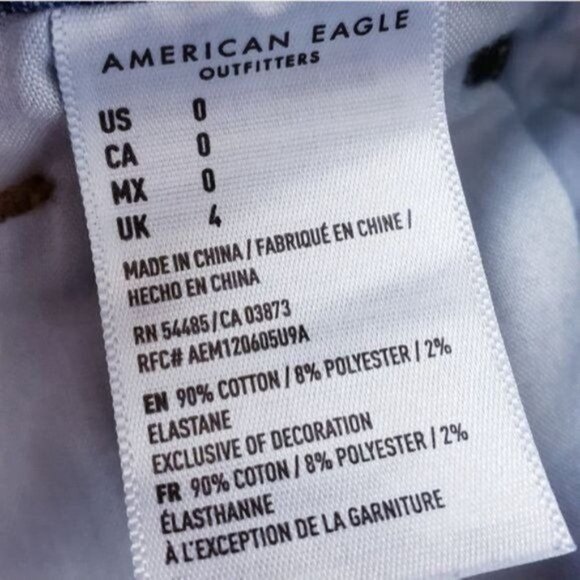 AMERICAN EAGLE
OUTFITTERS
US 0
CA 0
MX 0
UK 4
MADE IN CHINA / FABRIQUÉ EN CHINE /
HECHO EN CHINA
RN 54485/CA 03873
RFC# AEM120605U9A
EN 90% COTTON / 8% POLYESTER / 2%
ELASTANE
EXCLUSIVE OF DECORATION
FR 90% COTON / 8% POLYESTER / 2%
ÉLASTHANNE
À L'EXCEPTION DE LA GARNITURE